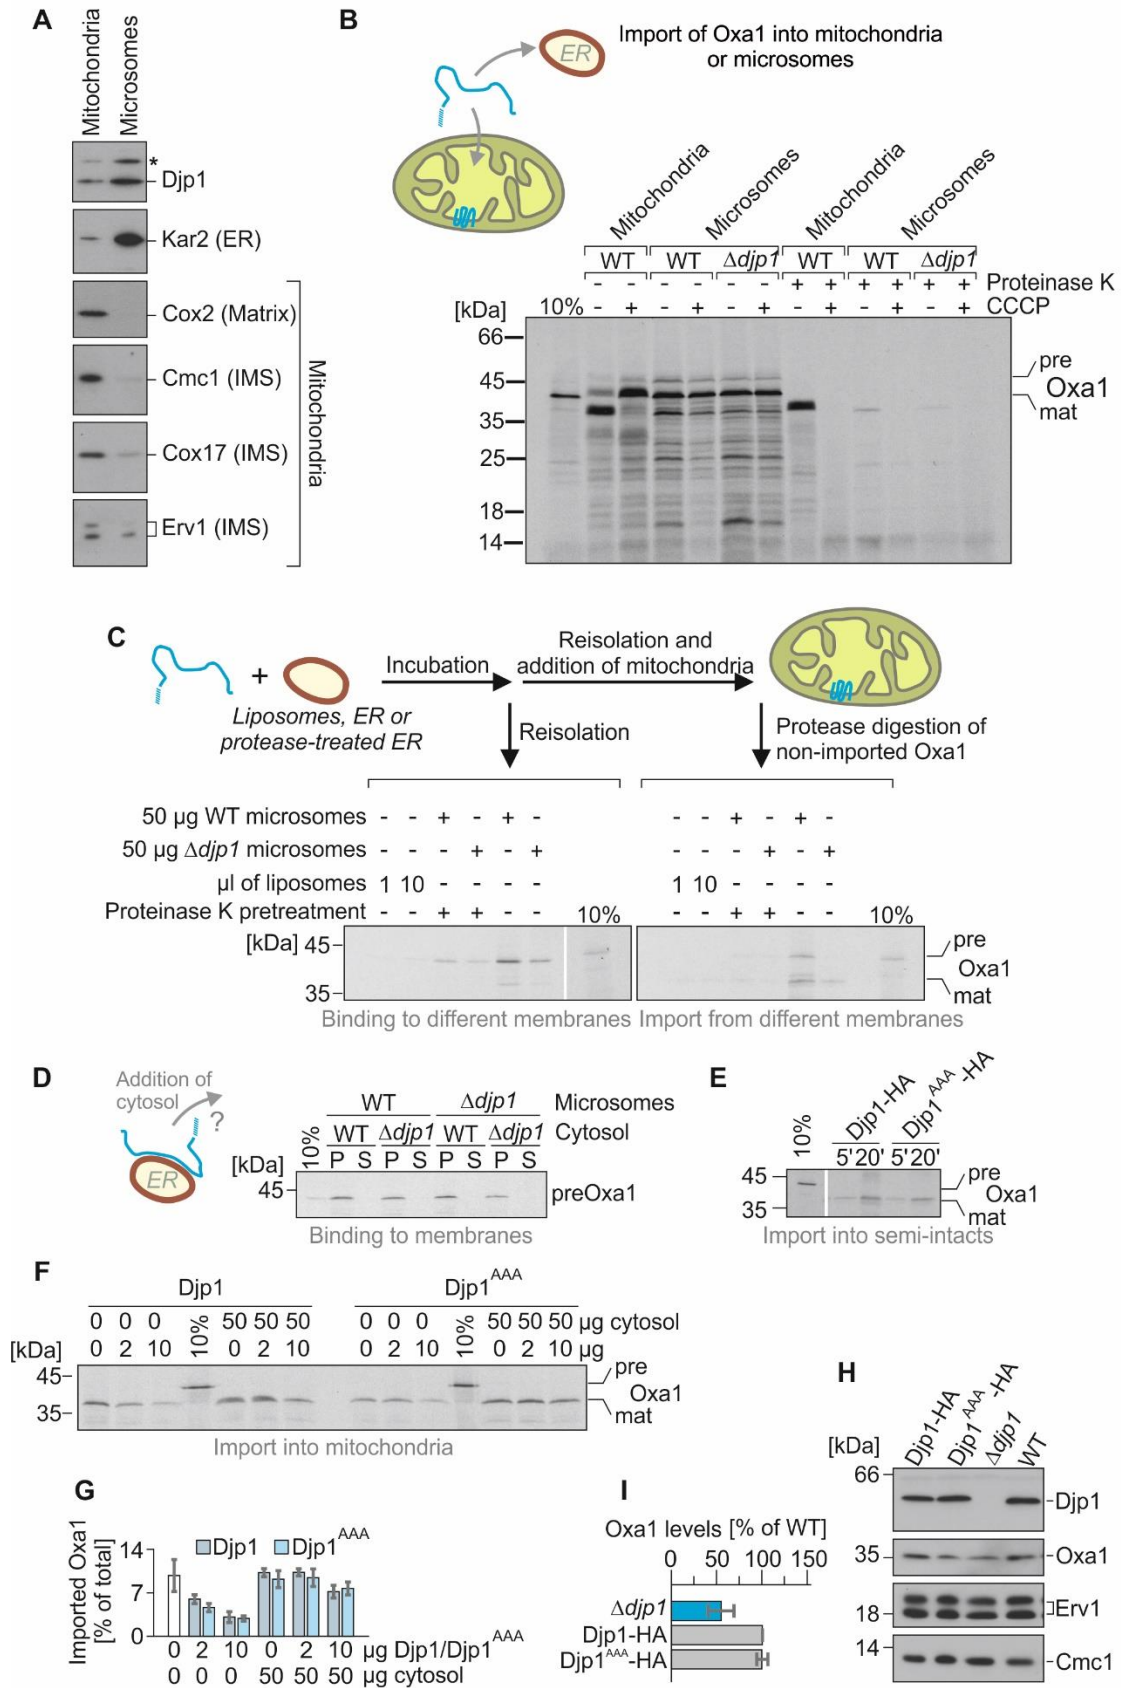 A
Mitochondria
Microsomes
*
Djp1
Kar2 (ER)
Cox2 (Matrix)
Cmc1 (IMS)
Cox17 (IMS)
Erv1 (IMS)
Mitochondria
B
ER
Import of Oxa1 into mitochondria
or microsomes
Mitochondria Microsomes Mitochondria Microsomes
WT WT Δdjp1 WT WT Δdjp1
- - - - - - + + + + + + Proteinase K
[kDa] 10% - + - + - + - + - + - + CCCP
66
45
35
25
18
14
pre
Oxa1
mat
C
+
Liposomes, ER or
protease-treated ER
Incubation
Reisolation and
addition of mitochondria
Reisolation
Protease digestion of
non-imported Oxa1
50 µg WT microsomes - - + - + - - - + - + -
50 µg Δdjp1 microsomes - - - + - + - - - + - +
µl of liposomes 1 10 - - - - 1 10 - - - -
Proteinase K pretreatment - - + + - - 10% - - + + - - 10%
[kDa] 45
35
pre
Oxa1
mat
Binding to different membranes Import from different membranes
D
Addition of
cytosol
?
ER
WT Δdjp1 Microsomes
WT Δdjp1 WT Δdjp1 Cytosol
10% P S P S P S P S
[kDa]
45
preOxa1
Binding to membranes
E
10%
Djp1-HA
Djp1AAA-HA
5' 20' 5' 20'
45
35
pre
Oxa1
mat
Import into semi-intacts
F
Djp1 Djp1AAA
0 0 0 10% 50 50 50 0 0 0 10% 50 50 50 µg cytosol
[kDa] 0 2 10 0 2 10 0 2 10 0 2 10 µg
45
35
pre
Oxa1
mat
Import into mitochondria
G
Imported Oxa1
[% of total]
14
7
0
Djp1 Djp1AAA
0 2 10 0 2 10 µg Djp1/Djp1AAA
0 0 0 50 50 50 µg cytosol
I
Oxa1 levels [% of WT]
0 50 100 150
Δdjp1
Djp1-HA
Djp1AAA-HA
H
[kDa]
Djp1-HA
Djp1AAA-HA
Δdjp1
WT
66
Djp1
35
Oxa1
18
Erv1
14
Cmc1